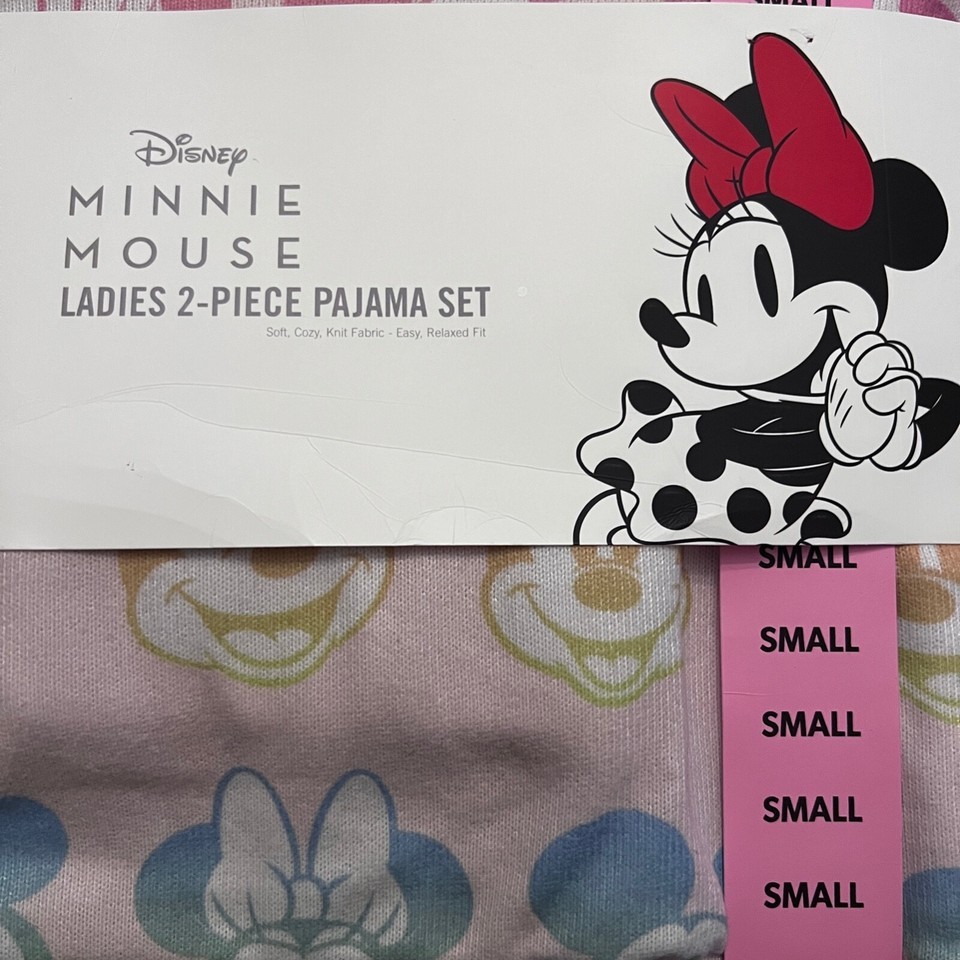 SMALL
Disney
MINNIE
MOUSE
LADIES 2-PIECE PAJAMA SET
Soft, Cozy, Knit Fabric - Easy, Relaxed Fit
SMALL
SMALL
SMALL
SMALL
SMALL